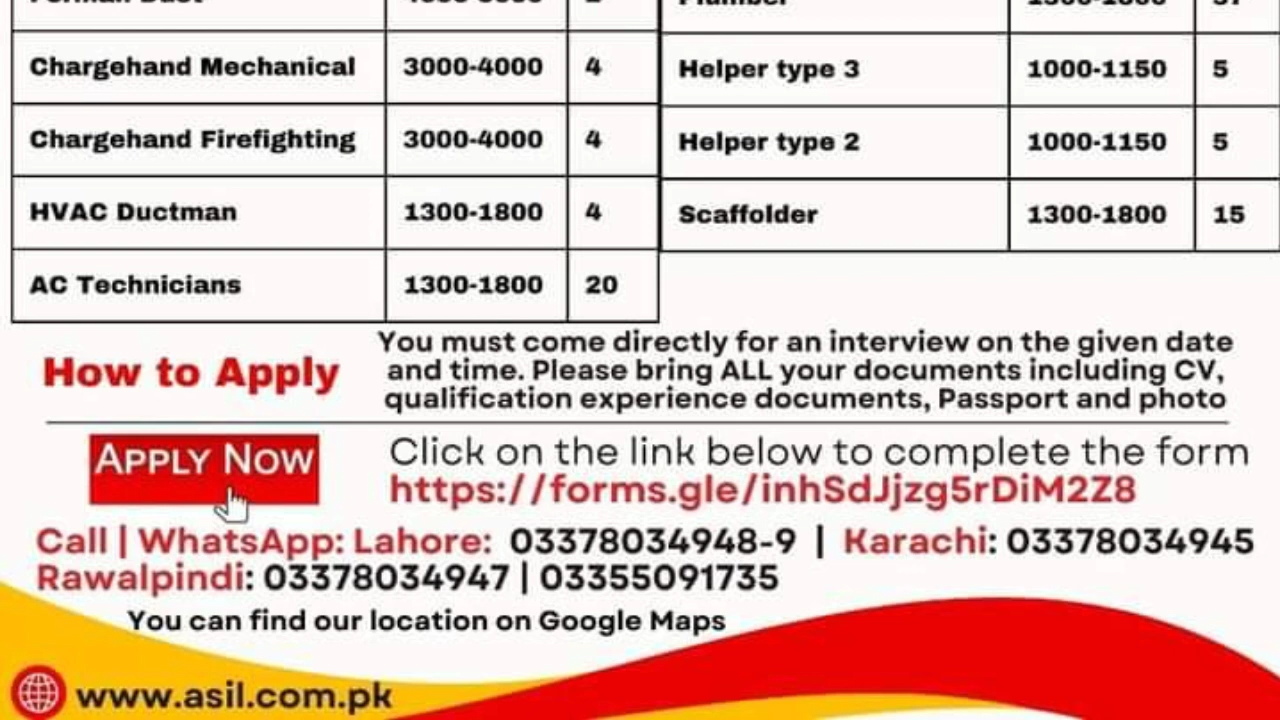 Chargehand Mechanical 3000-4000 4
Chargehand Firefighting 3000-4000 4
HVAC Ductman 1300-1800 4
AC Technicians 1300-1800 20
Plumber 1300-1800 37
Helper type 3 1000-1150 5
Helper type 2 1000-1150 5
Scaffolder 1300-1800 15
How to Apply
You must come directly for an interview on the given date
and time. Please bring ALL your documents including CV,
qualification experience documents, Passport and photo
APPLY NOW
Click on the link below to complete the form
https://forms.gle/inhSdJjzg5rDiM2Z8
Call | WhatsApp: Lahore: 03378034948-9 | Karachi: 03378034945
Rawalpindi: 03378034947 | 03355091735
You can find our location on Google Maps
www.asil.com.pk